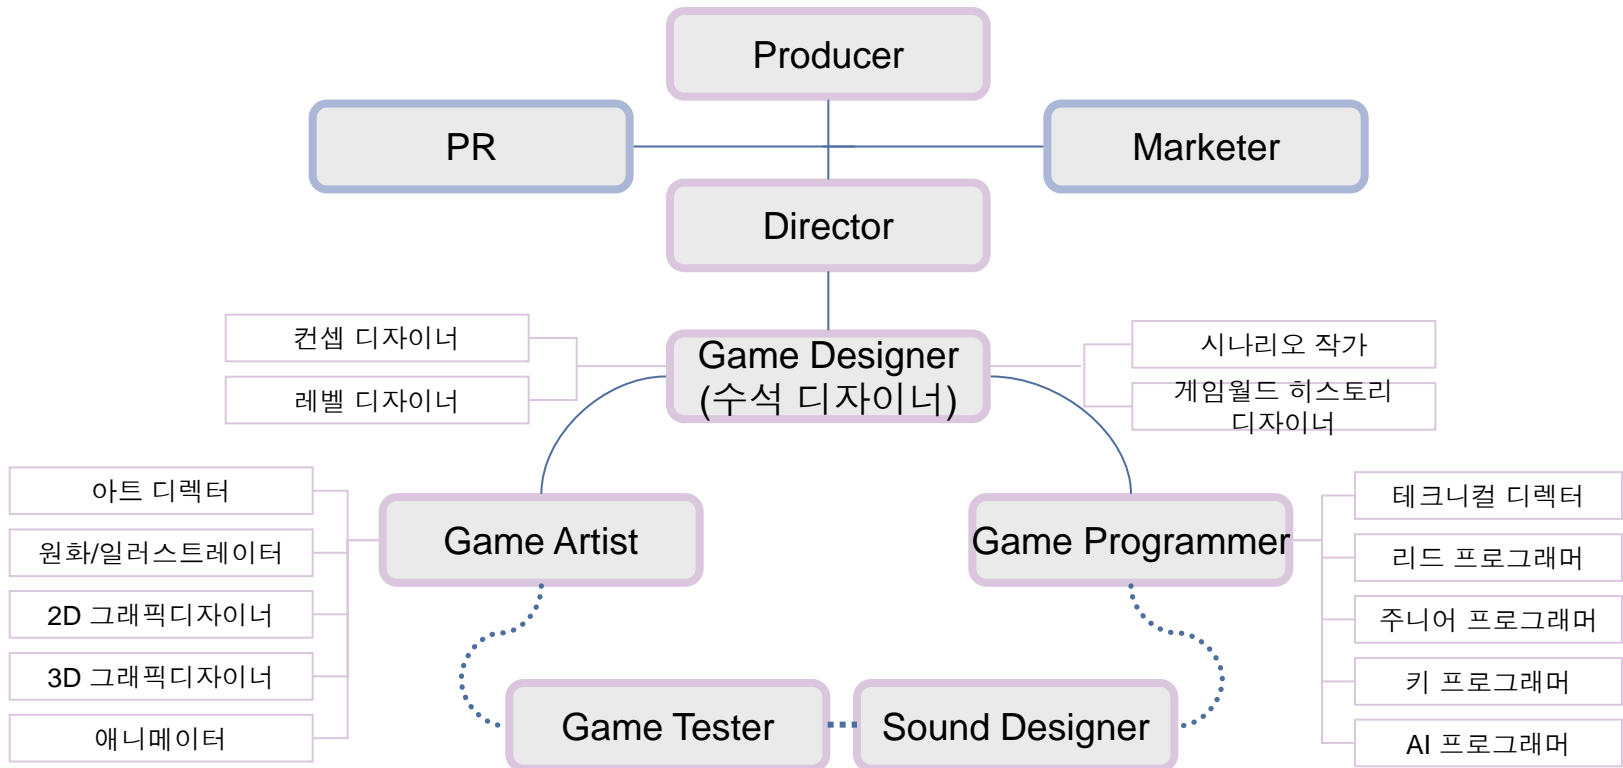 Producer
PR
Marketer
Director
컨셉 디자이너
레벨 디자이너
Game Designer
(수석 디자이너)
시나리오 작가
게임월드 히스토리
디자이너
아트 디렉터
원화/일러스트레이터
2D 그래픽디자이너
3D 그래픽디자이너
애니메이터
Game Artist
Game Programmer
테크니컬 디렉터
리드 프로그래머
주니어 프로그래머
키 프로그래머
AI 프로그래머
Game Tester
Sound Designer